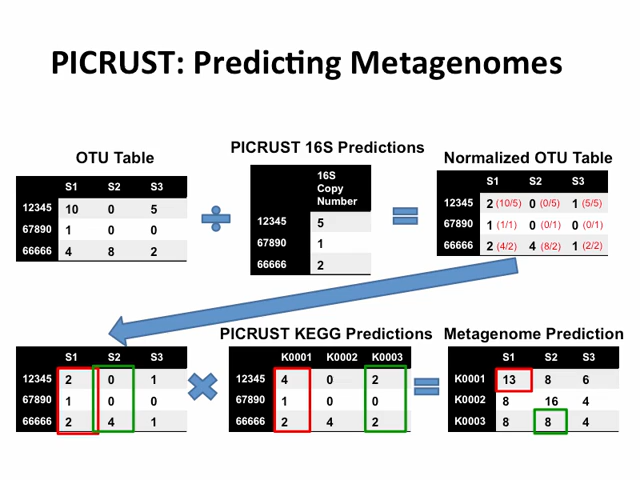 PICRUST: Predicting Metagenomes
OTU Table
S1 S2 S3
12345 10 0 5
67890 1 0 0
66666 4 8 2
PICRUST 16S Predictions
16S
Copy
Number
12345 5
67890 1
66666 2
Normalized OTU Table
S1 S2 S3
12345 2 (10/5) 0 (0/5) 1 (5/5)
67890 1 (1/1) 0 (0/1) 0 (0/1)
66666 2 (4/2) 4 (8/2) 1 (2/2)
S1 S2 S3
12345 2 0 1
67890 1 0 0
66666 2 4 1
PICRUST KEGG Predictions
K0001 K0002 K0003
12345 4 0 2
67890 1 0 0
66666 2 4 2
Metagenome Prediction
S1 S2 S3
K0001 13 8 6
K0002 8 16 4
K0003 8 8 4